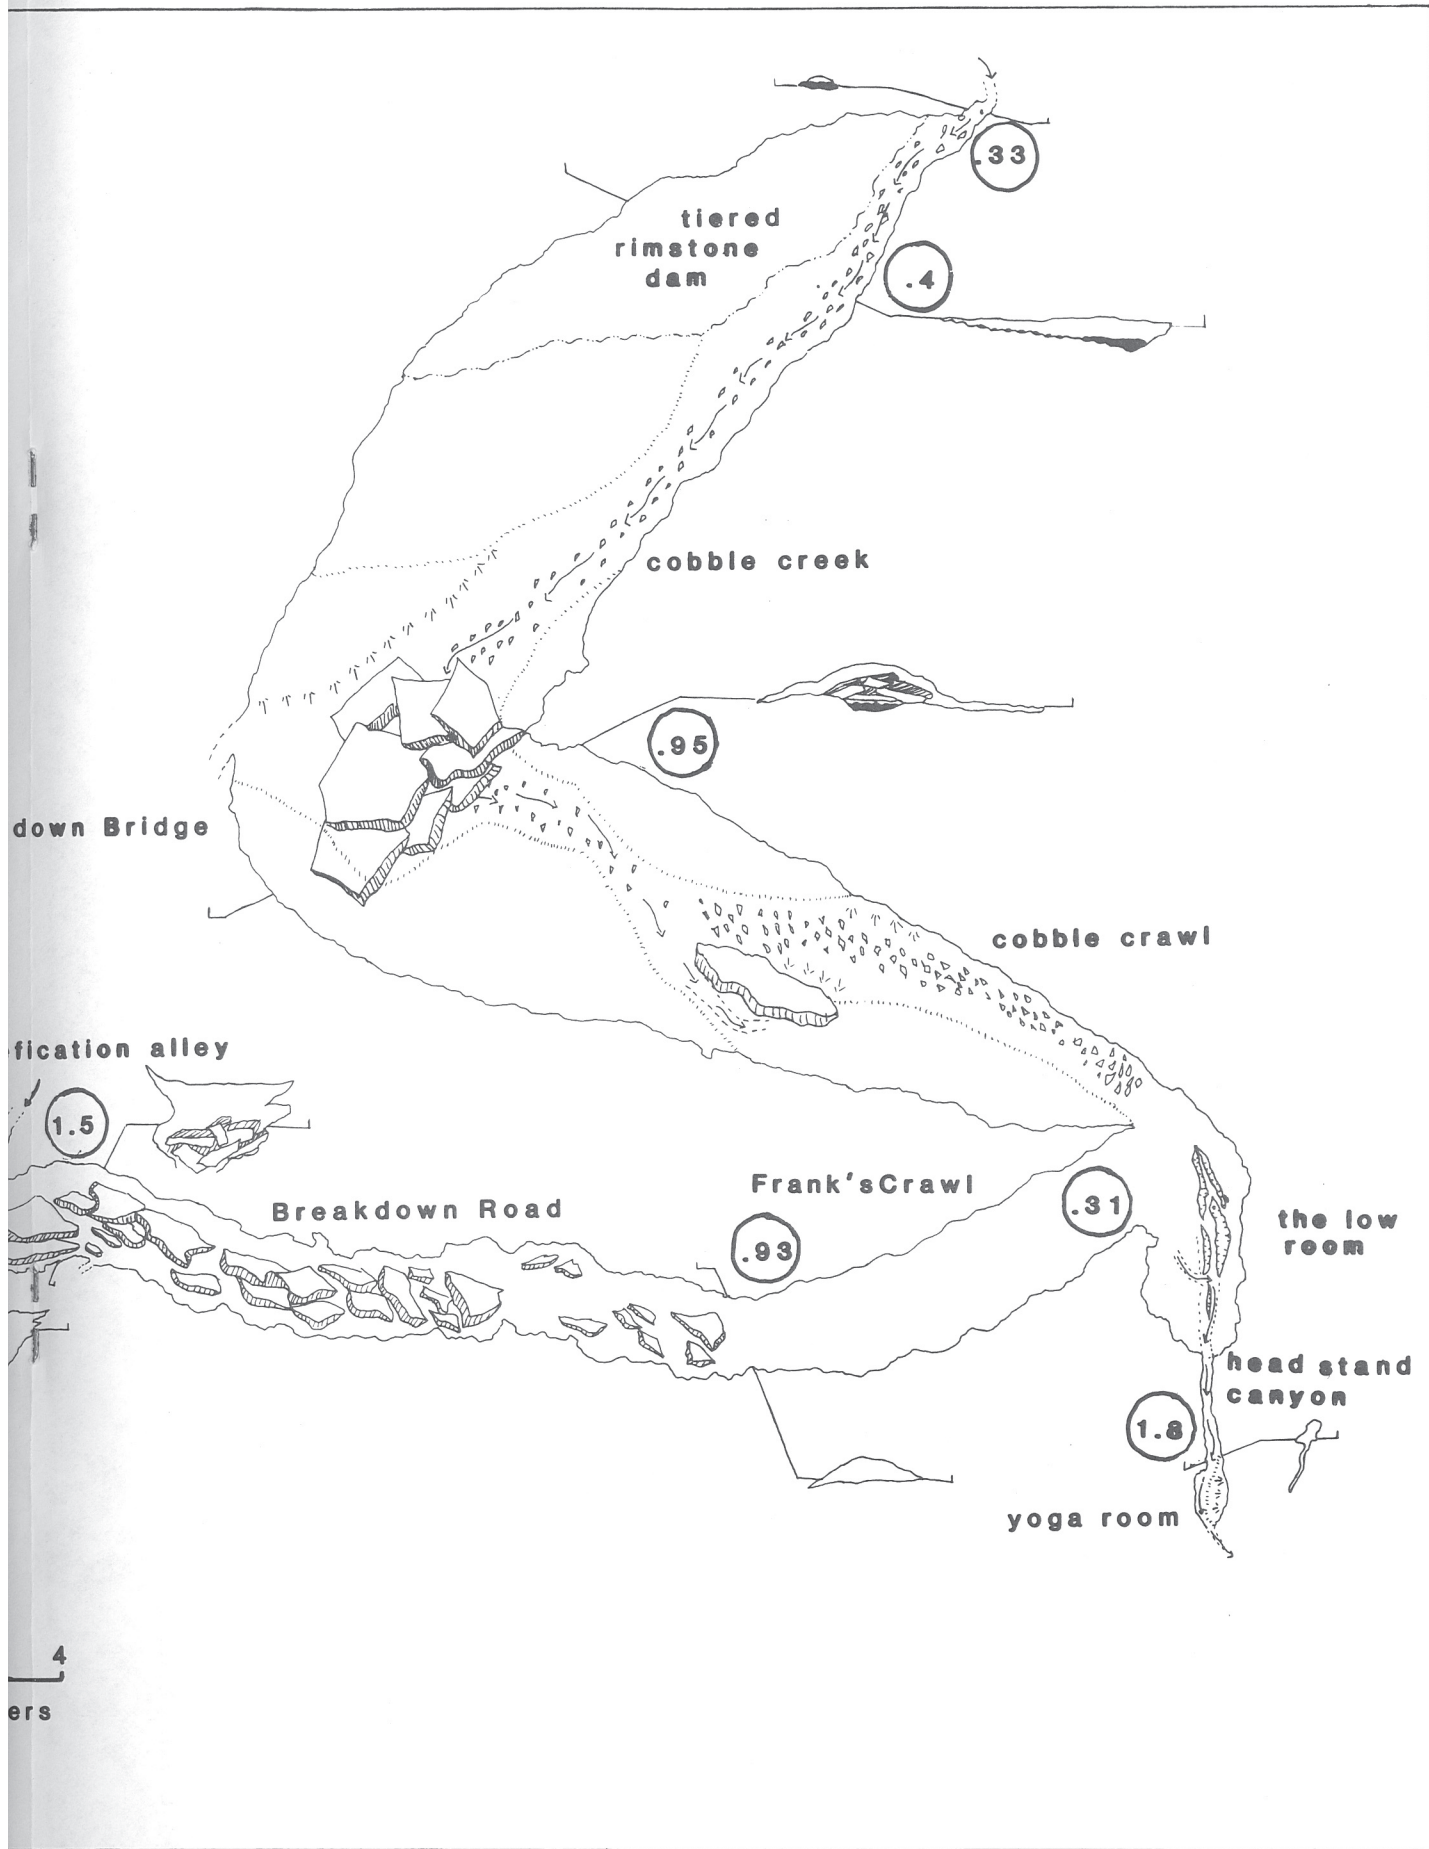 .33
tiered
rimstone
dam
.4
cobble creek
.95
down Bridge
cobble crawl
fication alley
1.5
Frank'sCrawl
.31
Breakdown Road
the low
room
.93
head stand
canyon
1.8
yoga room
4
ers